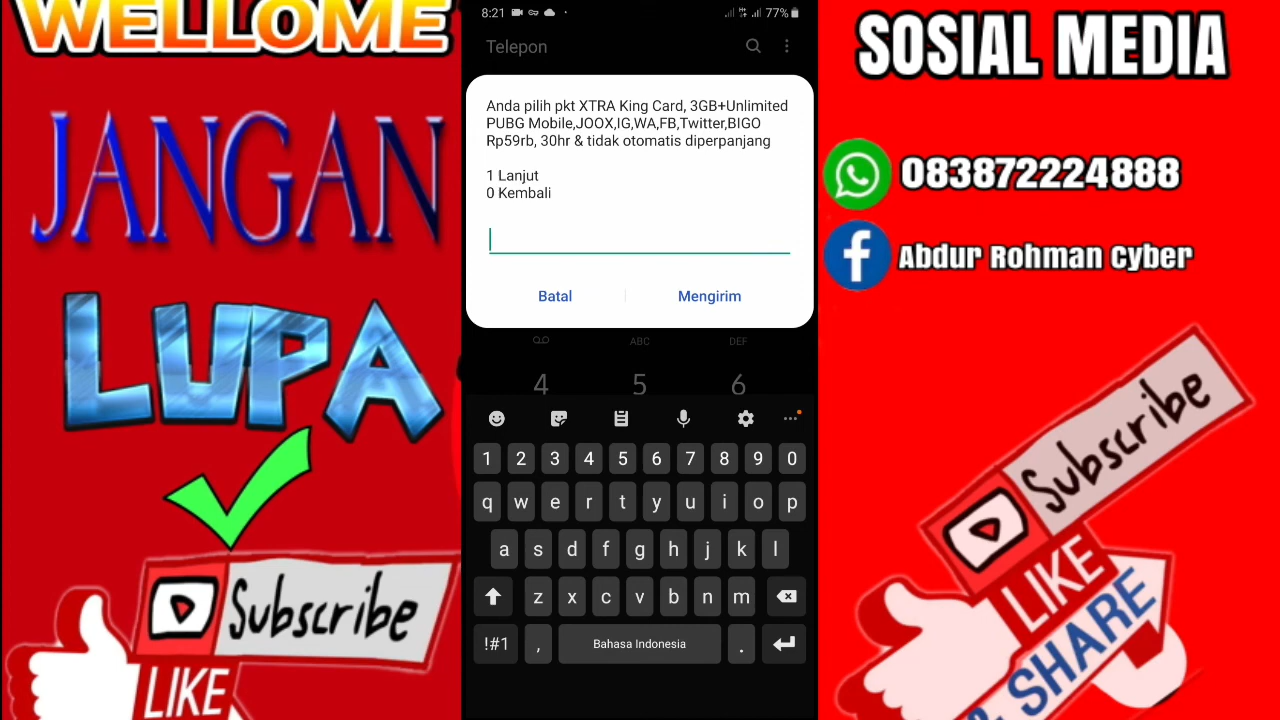 WELLOME
JANGAN
LUPA
Subscribe
LIKE
8:21
77%
Telepon
Anda pilih pkt XTRA King Card, 3GB+Unlimited
PUBG Mobile,JOOX,IG,WA,FB,Twitter,BIGO
Rp59rb, 30hr & tidak otomatis diperpanjang
1 Lanjut
0 Kembali
Batal Mengirim
ABC DEF
4 5 6
1 2 3 4 5 6 7 8 9 0
q w e r t y u i o p
a s d f g h j k l
z x c v b n m
!#1 , Bahasa Indonesia .
SOSIAL MEDIA
083872224888
Abdur Rohman Cyber
Subscribe
LIKE
& SHARE